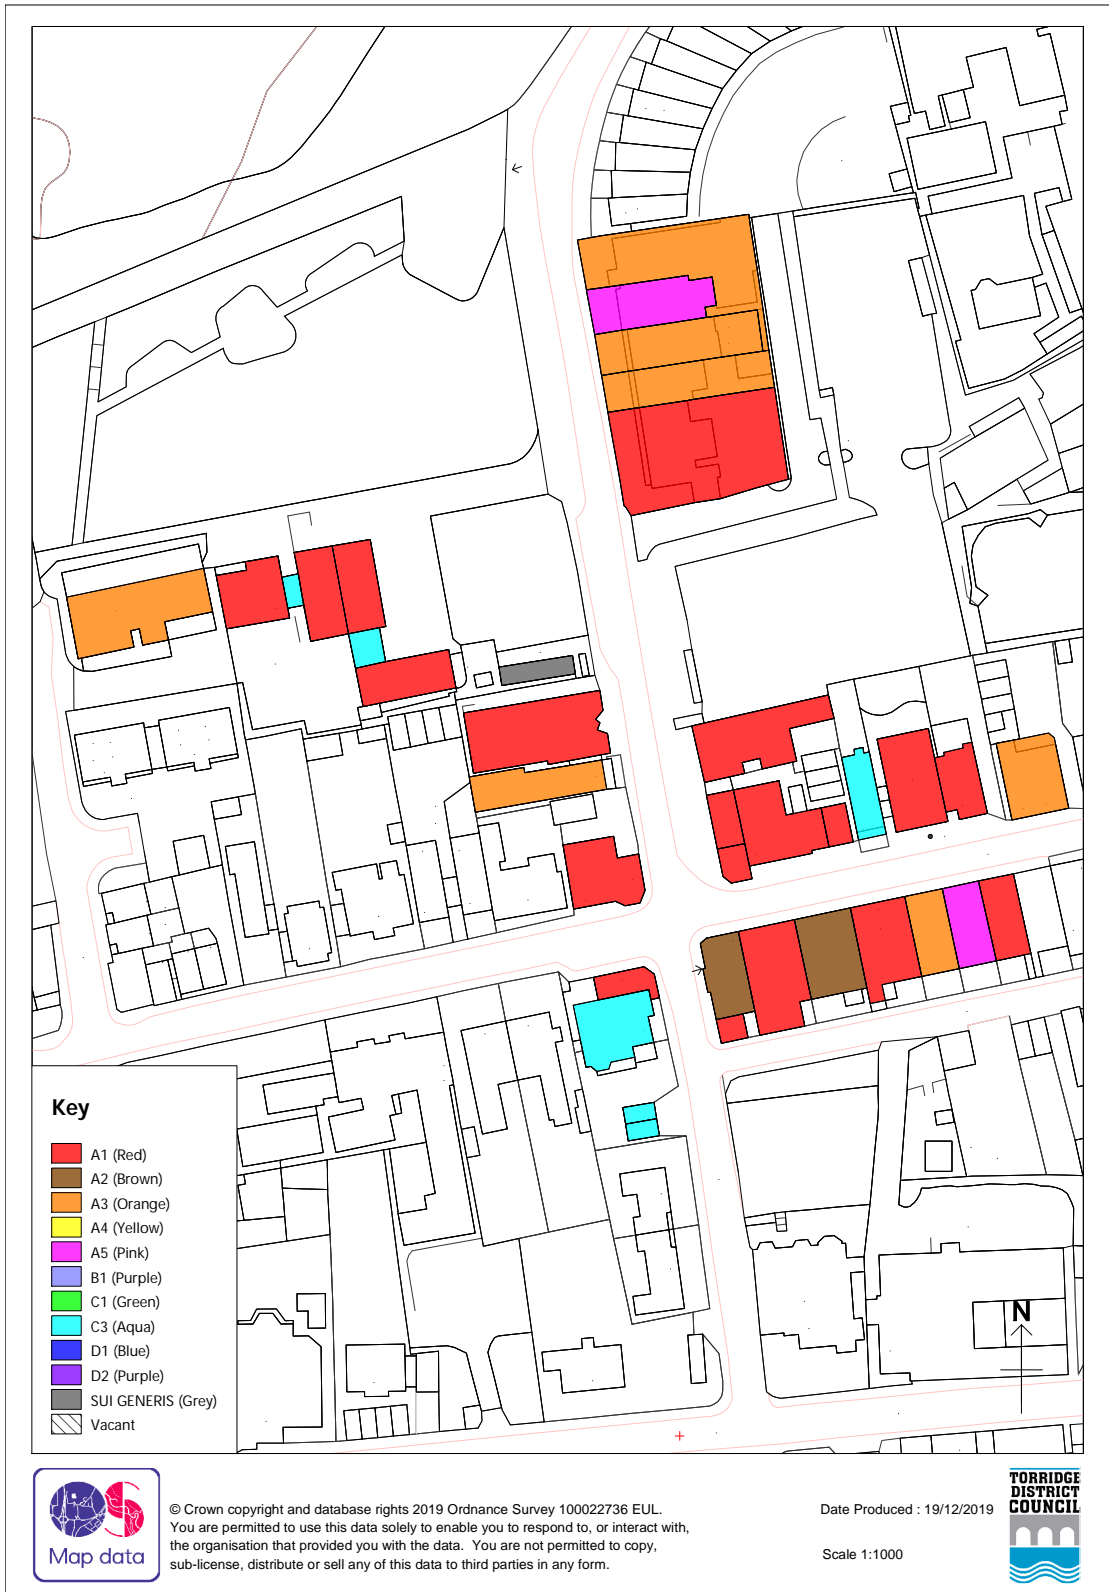 Key
A1 (Red)
A2 (Brown)
A3 (Orange)
A4 (Yellow)
A5 (Pink)
B1 (Purple)
C1 (Green)
C3 (Aqua)
D1 (Blue)
D2 (Purple)
SUI GENERIS (Grey)
Vacant
N
OS
Map data
© Crown copyright and database rights 2019 Ordnance Survey 100022736 EUL.
You are permitted to use this data solely to enable you to respond to, or interact with,
the organisation that provided you with the data. You are not permitted to copy,
sub-license, distribute or sell any of this data to third parties in any form.
Date Produced : 19/12/2019
Scale 1:1000
TORRIDGE
DISTRICT
COUNCIL